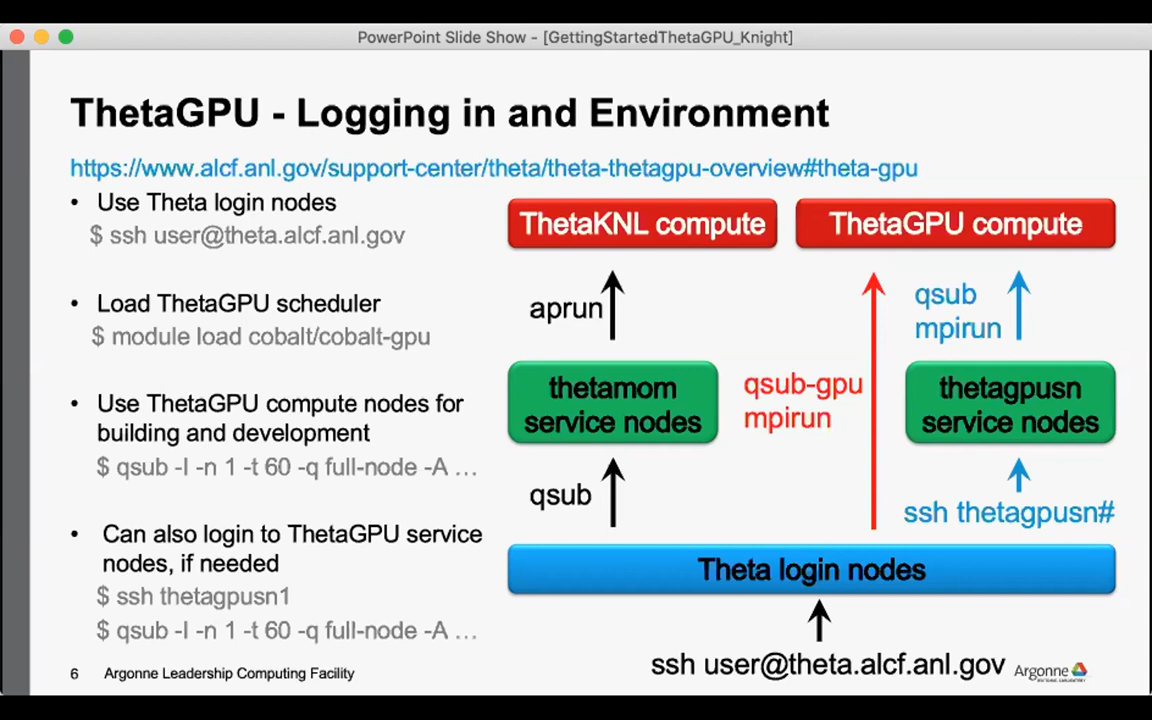 PowerPoint Slide Show - [GettingStartedThetaGPU_Knight]
ThetaGPU - Logging in and Environment
https://www.alcf.anl.gov/support-center/theta/theta-thetagpu-overview#theta-gpu
• Use Theta login nodes
$ ssh user@theta.alcf.anl.gov
• Load ThetaGPU scheduler
$ module load cobalt/cobalt-gpu
• Use ThetaGPU compute nodes for
building and development
$ qsub -I -n 1 -t 60 -q full-node -A …
• Can also login to ThetaGPU service
nodes, if needed
$ ssh thetagpusn1
$ qsub -I -n 1 -t 60 -q full-node -A …
ThetaKNL compute
ThetaGPU compute
aprun
qsub
mpirun
thetamom
service nodes
qsub-gpu
mpirun
thetagpusn
service nodes
qsub
ssh thetagpusn#
Theta login nodes
ssh user@theta.alcf.anl.gov
6 Argonne Leadership Computing Facility
Argonne